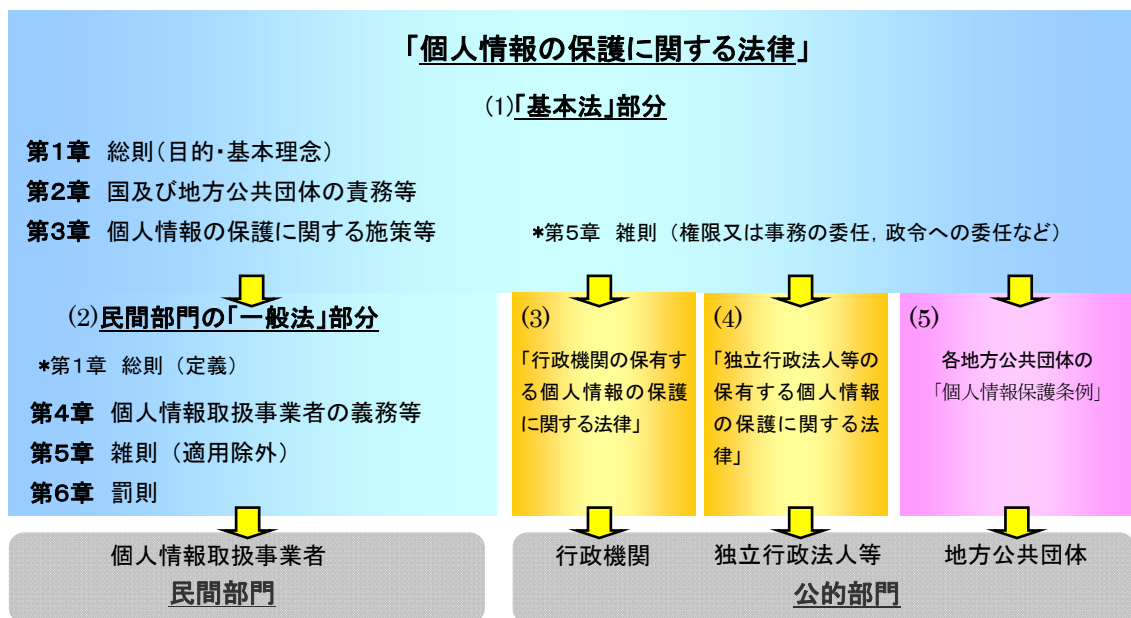 「個人情報の保護に関する法律」
(1)「基本法」部分
第1章 総則（目的・基本理念）
第2章 国及び地方公共団体の責務等
第3章 個人情報の保護に関する施策等
*第5章 雑則（権限又は事務の委任，政令への委任など）
(2)民間部門の「一般法」部分
*第1章 総則（定義）
第4章 個人情報取扱事業者の義務等
第5章 雑則（適用除外）
第6章 罰則
(3)
「行政機関の保有す
る個人情報の保護
に関する法律」
(4)
「独立行政法人等の
保有する個人情報
の保護に関する法
律」
(5)
各地方公共団体の
「個人情報保護条例」
個人情報取扱事業者
民間部門
行政機関
独立行政法人等
地方公共団体
公的部門